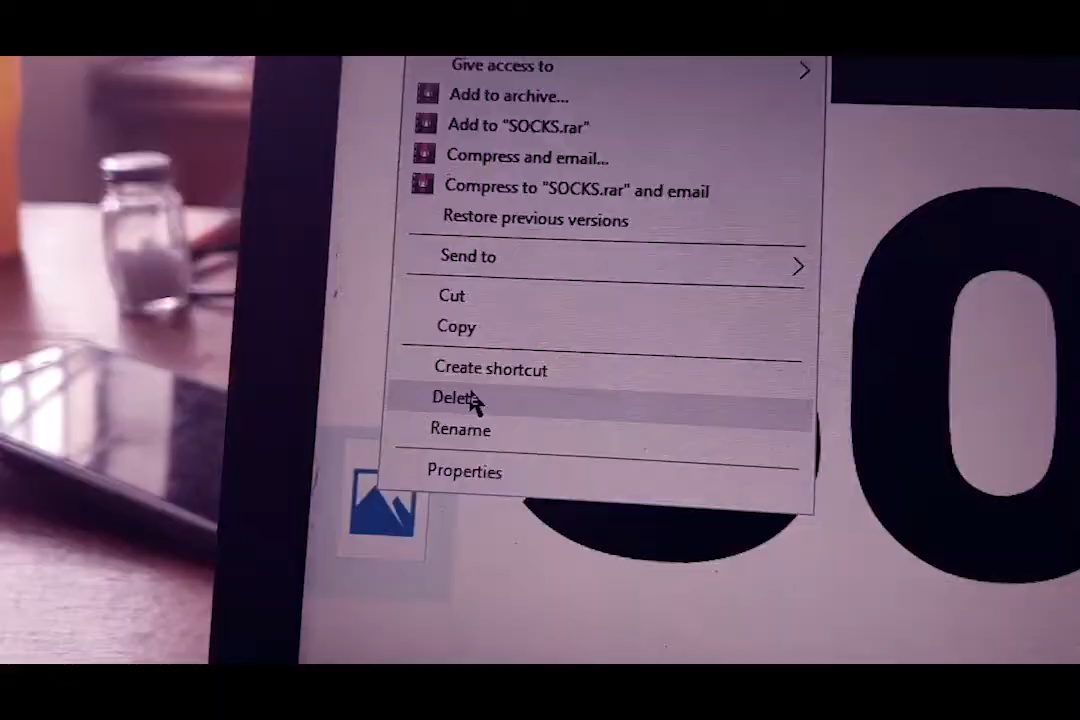 Give access to
Add to archive...
Add to "SOCKS.rar"
Compress and email...
Compress to "SOCKS.rar" and email
Restore previous versions
Send to
Cut
Copy
Create shortcut
Delete
Rename
Properties